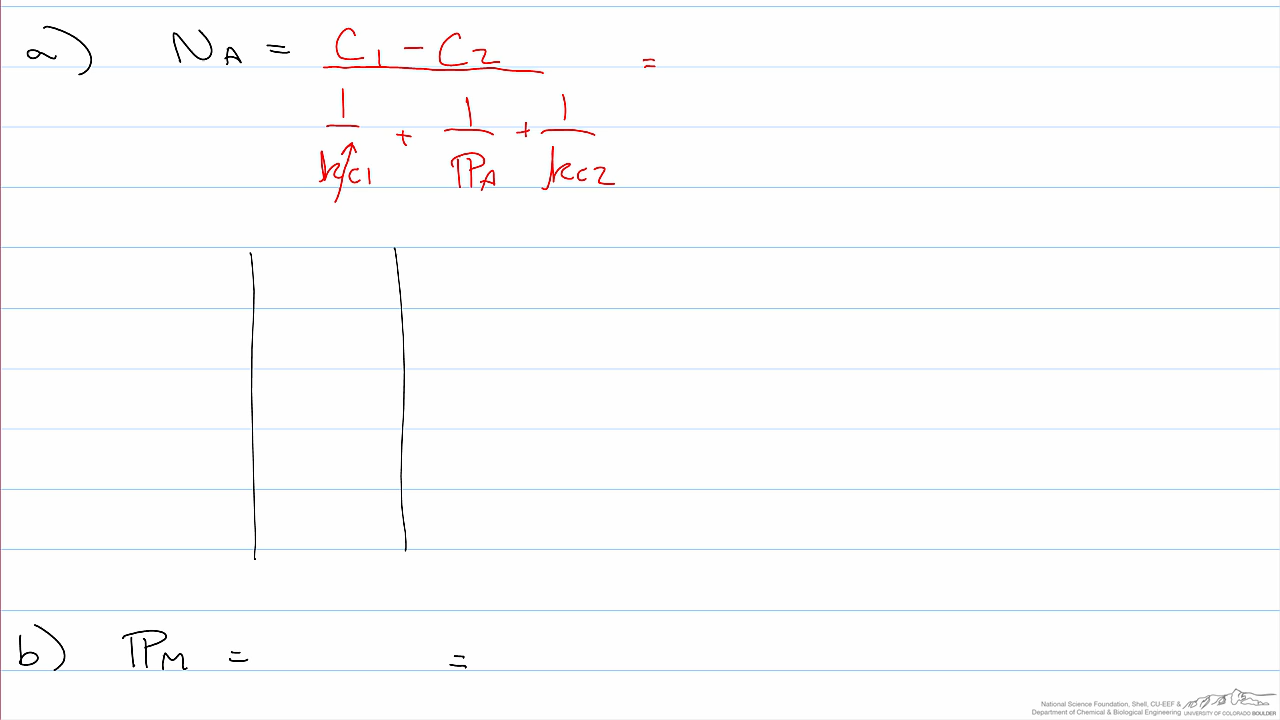 a) N_A = C_1 - C_2 =
1 + 1 + 1
k_c1 P_A k_c2
b) P_M = =
National Science Foundation, Shell, CU-EEF &
Department of Chemical & Biological Engineering UNIVERSITY OF COLORADO BOULDER